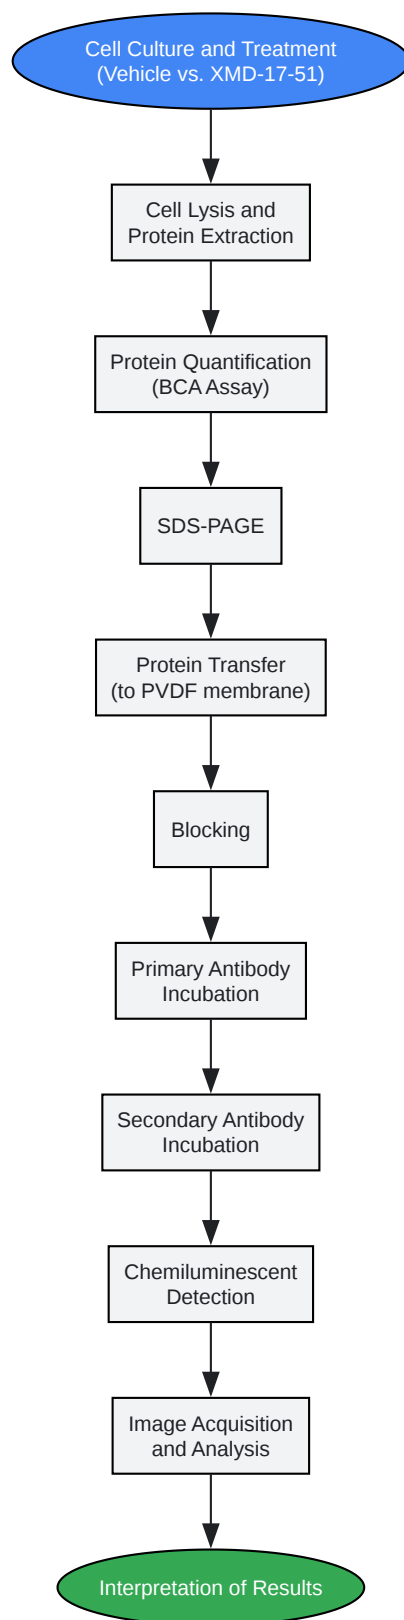 Cell Culture and Treatment
(Vehicle vs. XMD-17-51)
Cell Lysis and
Protein Extraction
Protein Quantification
(BCA Assay)
SDS-PAGE
Protein Transfer
(to PVDF membrane)
Blocking
Primary Antibody
Incubation
Secondary Antibody
Incubation
Chemiluminescent
Detection
Image Acquisition
and Analysis
Interpretation of Results